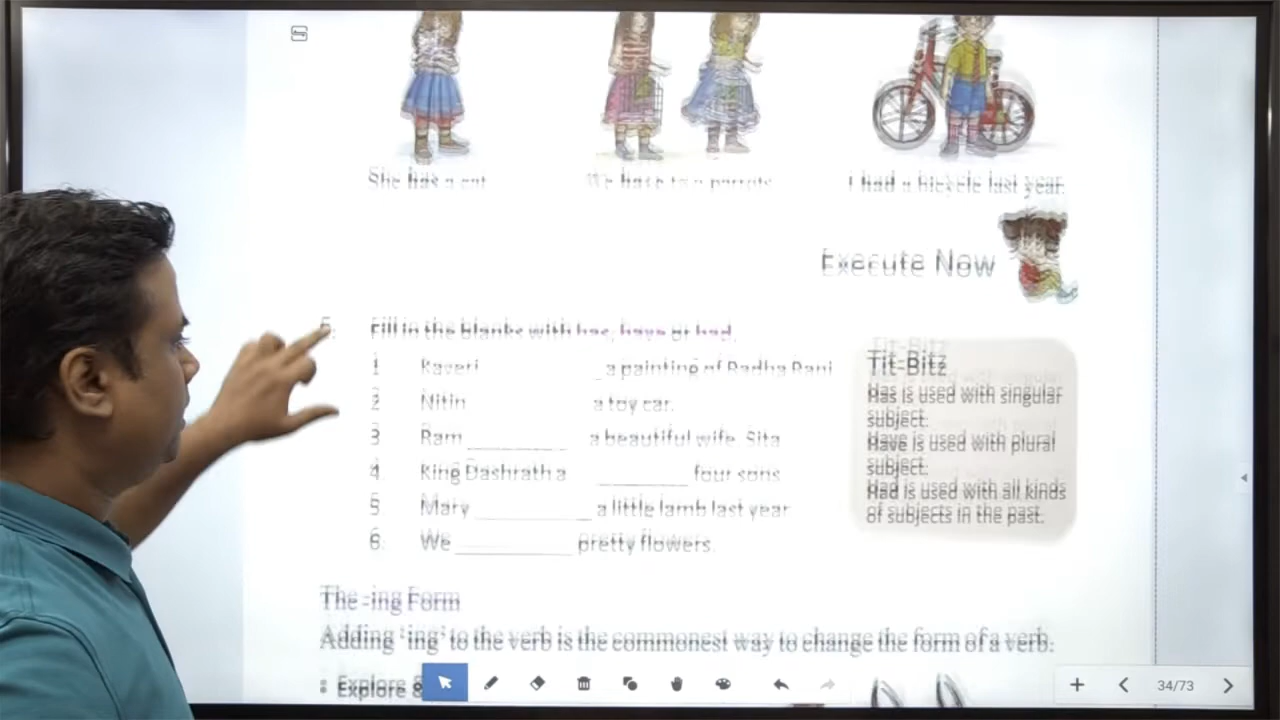 She has a cat
We have two parrots
I had a bicycle last year.
Execute Now
Fill in the blanks with has, have or had.
1 Kaveri a painting of Radha Rani
2 Nitin a toy car.
3 Ram __________ a beautiful wife Sita
4. King Dashrath a __________ four sons
5 Mary ____________ a little lamb last year
6. We ____________ pretty flowers.
Tit-Bitz
Has is used with singular
subject.
Have is used with plural
subject.
Had is used with all kinds
of subjects in the past.
The -ing Form
Adding 'ing' to the verb is the commonest way to change the form of a verb.
Explore &
34/73